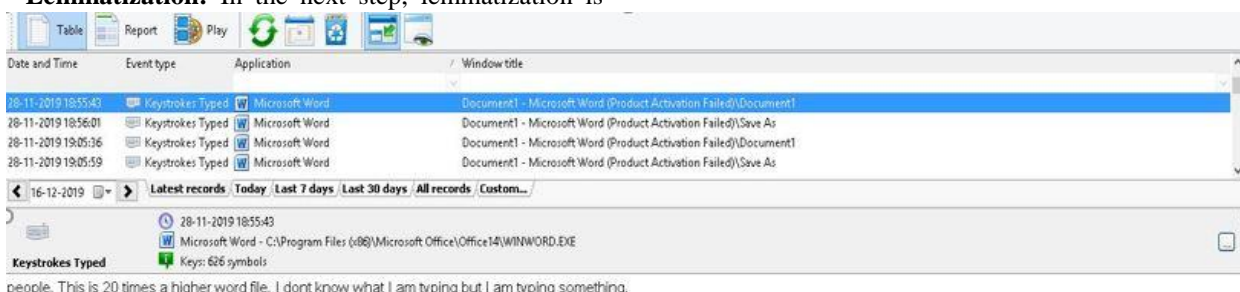 Lemmatization: In the next step, lemmatization is
Table Report Play
Date and Time Event type Application / Window title
28-11-2019 18:55:43 Keystrokes Typed Microsoft Word Document1 - Microsoft Word (Product Activation Failed)\Document1
28-11-2019 18:56:01 Keystrokes Typed Microsoft Word Document1 - Microsoft Word (Product Activation Failed)\Save As
28-11-2019 19:05:36 Keystrokes Typed Microsoft Word Document1 - Microsoft Word (Product Activation Failed)\Document1
28-11-2019 19:05:59 Keystrokes Typed Microsoft Word Document1 - Microsoft Word (Product Activation Failed)\Save As
16-12-2019 Latest records Today Last 7 days Last 30 days All records Custom...
28-11-2019 18:55:43
Microsoft Word - C:\Program Files (x86)\Microsoft Office\Office14\WINWORD.EXE
Keystrokes Typed Keys: 626 symbols
people. This is 20 times a higher word file. I dont know what I am typing but I am typing something.